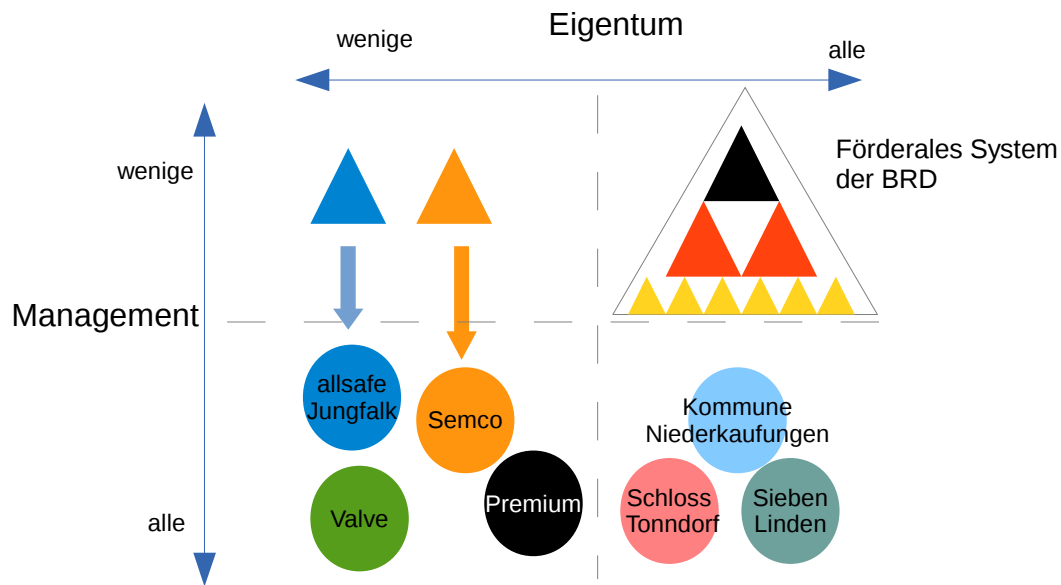 Eigentum
wenige
alle
wenige
Förderales System
der BRD
Management
allsafe
Jungfalk
Semco
Kommune
Niederkaufungen
Premium
Schloss
Tonndorf
Sieben
Linden
Valve
alle